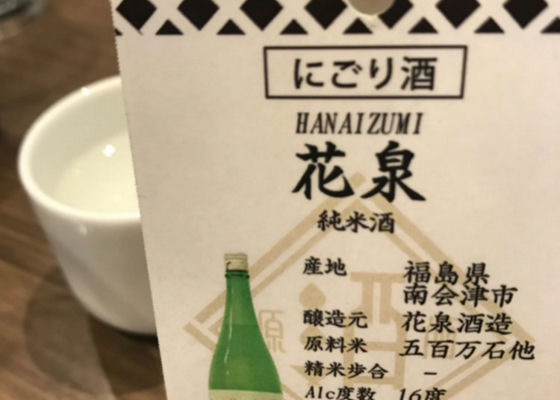 にごり酒
HANAIZUMI
花泉
純米酒
産地 福島県
南会津市
醸造元 花泉酒造
原料米 五百万石他
精米歩合 −
Alc度数 16度